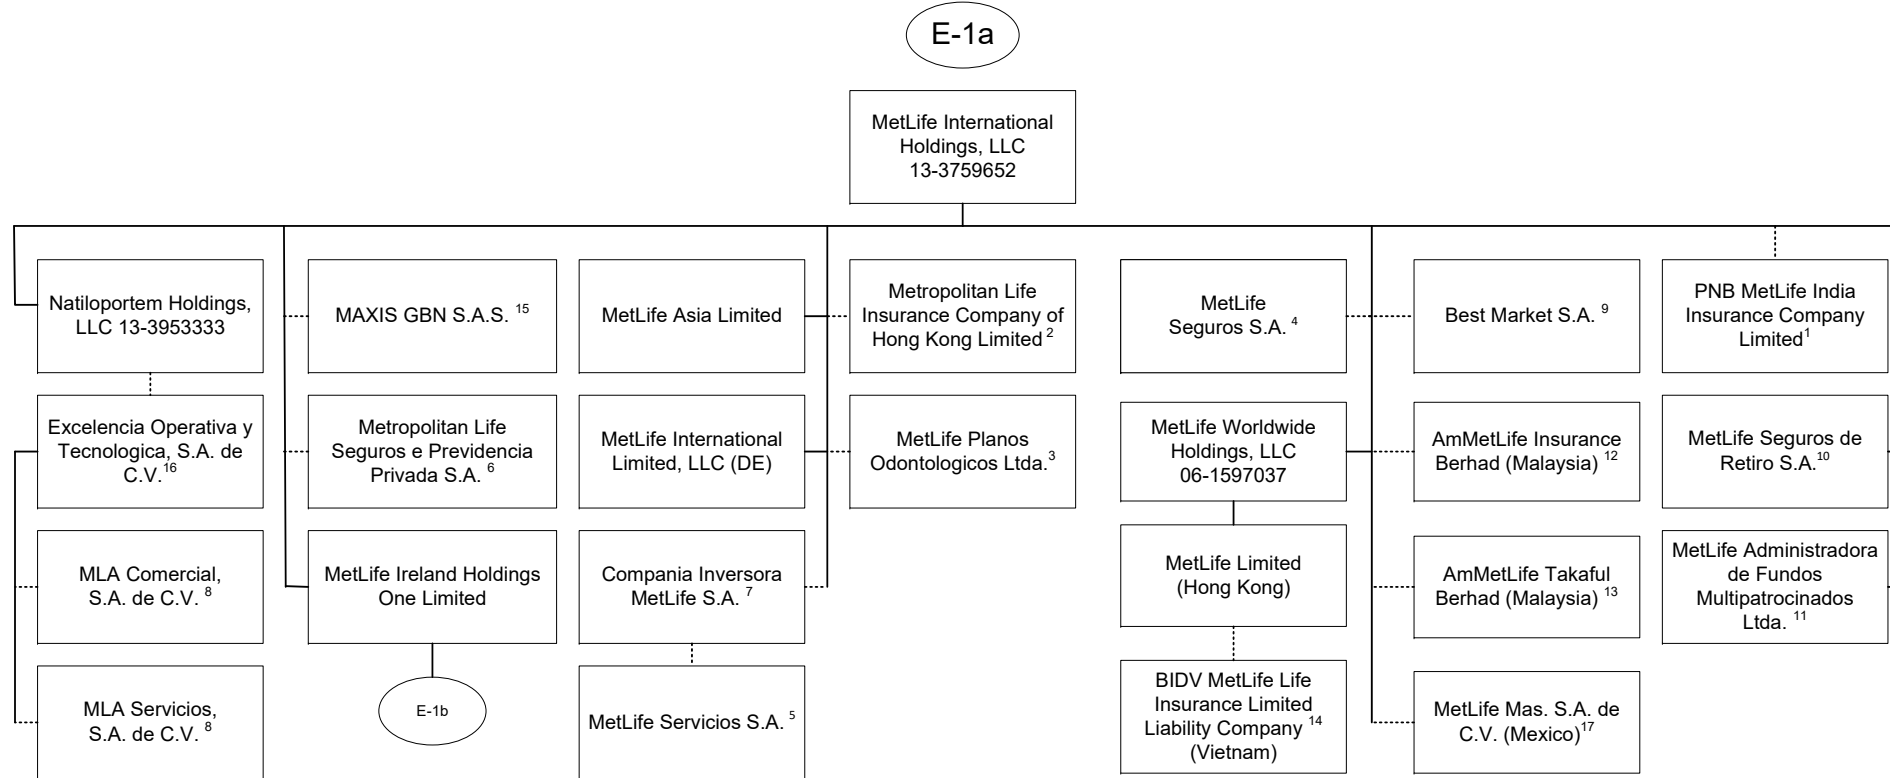 E-1a
MetLife International
Holdings, LLC
13-3759652
Natiloportem Holdings,
LLC 13-3953333
MAXIS GBN S.A.S. 15
MetLife Asia Limited
Metropolitan Life
Insurance Company of
Hong Kong Limited 2
MetLife
Seguros S.A. 4
Best Market S.A. 9
PNB MetLife India
Insurance Company
Limited1
Excelencia Operativa y
Tecnologica, S.A. de
C.V.16
Metropolitan Life
Seguros e Previdencia
Privada S.A. 6
MetLife International
Limited, LLC (DE)
MetLife Planos
Odontologicos Ltda.3
MetLife Worldwide
Holdings, LLC
06-1597037
AmMetLife Insurance
Berhad (Malaysia) 12
MetLife Seguros de
Retiro S.A.10
MLA Comercial,
S.A. de C.V. 8
MetLife Ireland Holdings
One Limited
Compania Inversora
MetLife S.A. 7
MetLife Limited
(Hong Kong)
AmMetLife Takaful
Berhad (Malaysia) 13
MetLife Administradora
de Fundos
Multipatrocinados
Ltda. 11
MLA Servicios,
S.A. de C.V. 8
E-1b
MetLife Servicios S.A. 5
BIDV MetLife Life
Insurance Limited
Liability Company 14
(Vietnam)
MetLife Mas. S.A. de
C.V. (Mexico)17